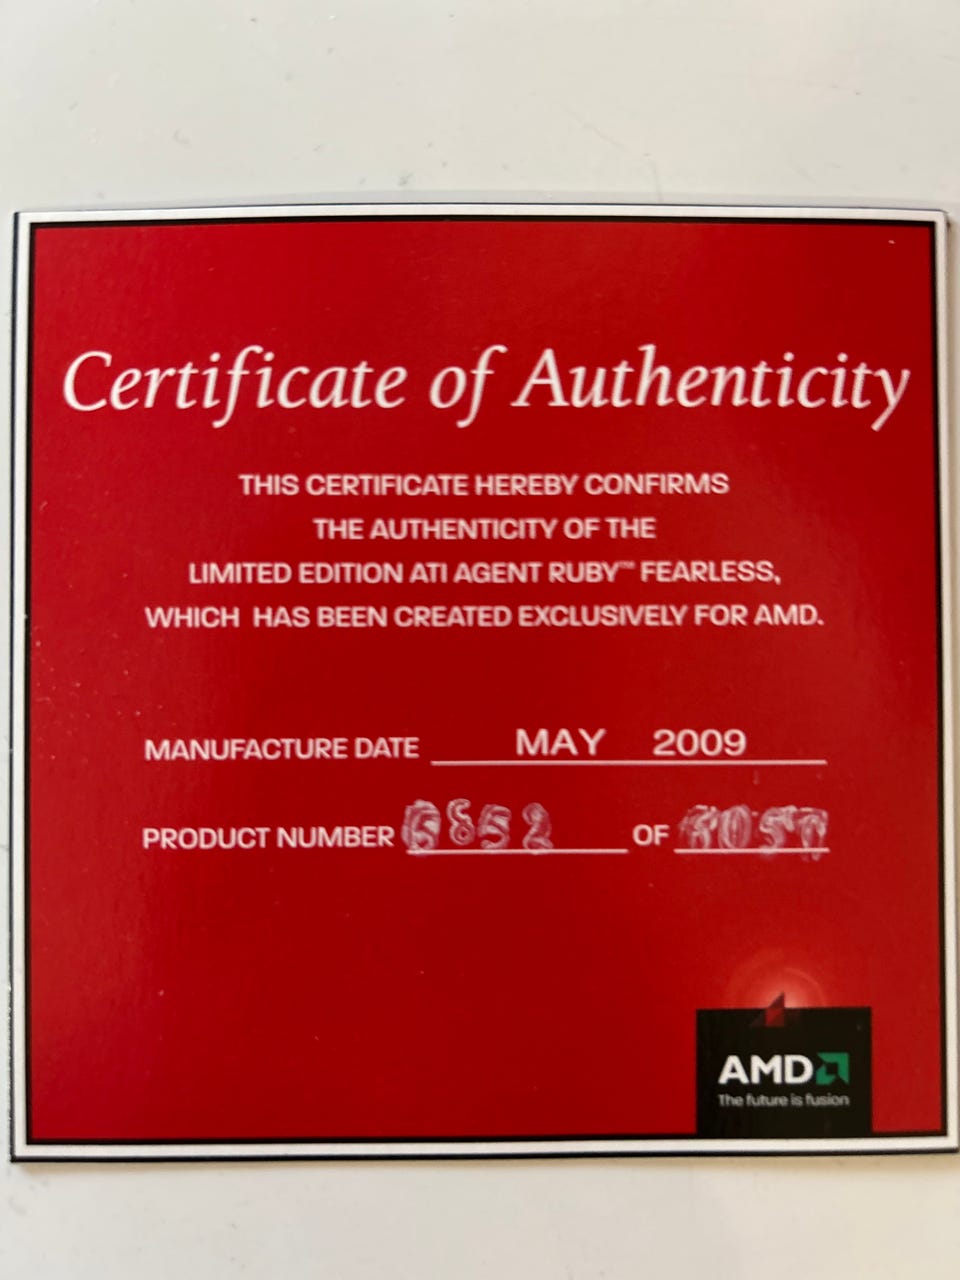 Certificate of Authenticity
THIS CERTIFICATE HEREBY CONFIRMS
THE AUTHENTICITY OF THE
LIMITED EDITION ATI AGENT RUBY™ FEARLESS,
WHICH HAS BEEN CREATED EXCLUSIVELY FOR AMD.
MANUFACTURE DATE MAY 2009
PRODUCT NUMBER OF
AMD
The future is fusion